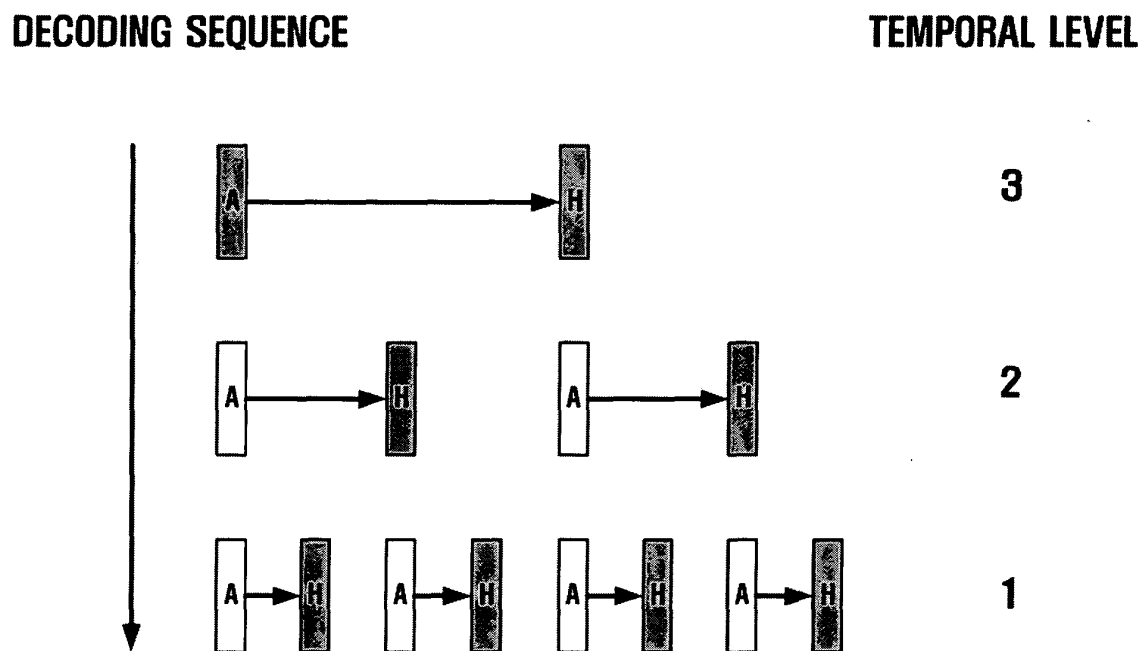 DECODING SEQUENCE TEMPORAL LEVEL
A H 3
A H A H 2
A H A H A H A H 1